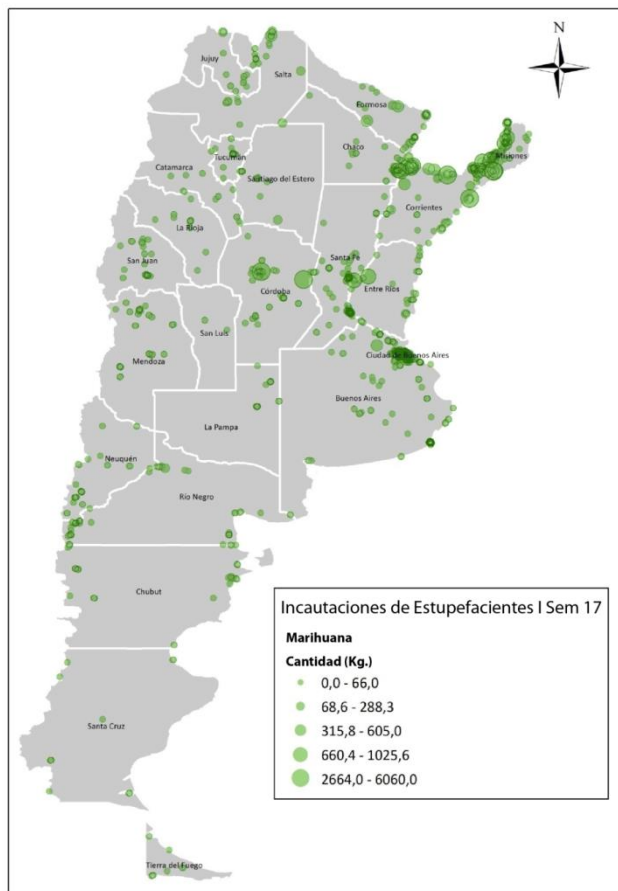 N
Jujuy
Salta
Formosa
Chaco
Misiones
Tucumán
Catamarca
Santiago del Estero
Corrientes
La Rioja
Santa Fe
San Juan
Entre Ríos
Córdoba
San Luis
Ciudad de Buenos Aires
Mendoza
Buenos Aires
La Pampa
Neuquén
Río Negro
Chubut
Santa Cruz
Tierra del Fuego
Incautaciones de Estupefacientes I Sem 17
Marihuana
Cantidad (Kg.)
0,0 - 66,0
68,6 - 288,3
315,8 - 605,0
660,4 - 1025,6
2664,0 - 6060,0